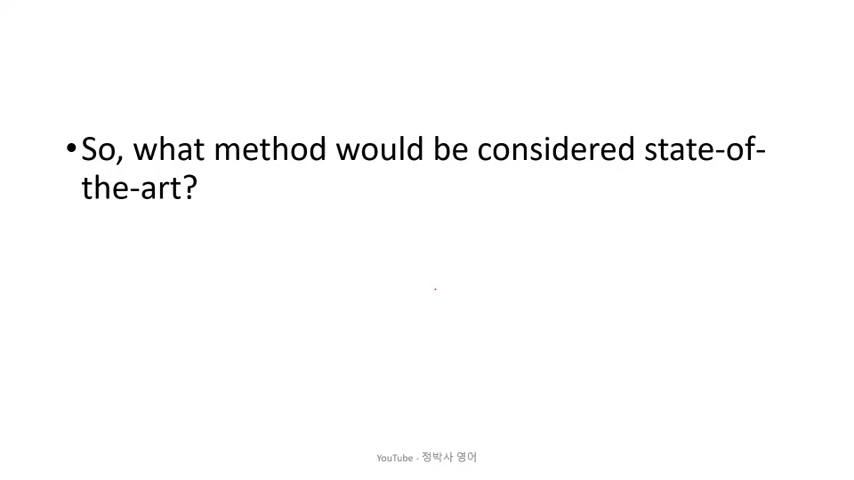 •So, what method would be considered state-of-
the-art?
YouTube - 정박사 영어